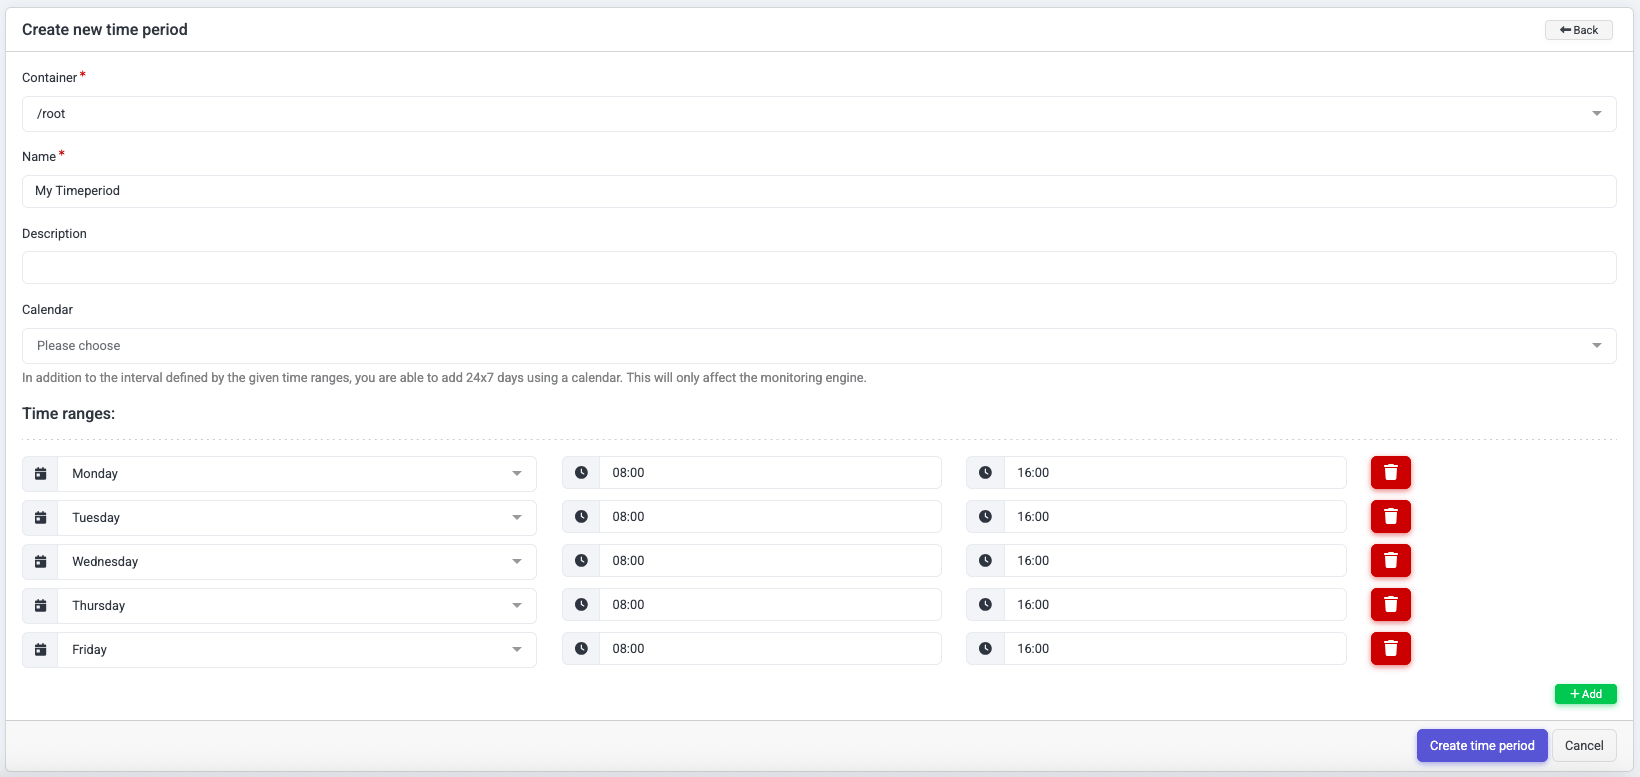 Create new time period
Back
Container *
/root
Name *
My Timeperiod
Description
Calendar
Please choose
In addition to the interval defined by the given time ranges, you are able to add 24x7 days using a calendar. This will only affect the monitoring engine.
Time ranges:
Monday 08:00 16:00
Tuesday 08:00 16:00
Wednesday 08:00 16:00
Thursday 08:00 16:00
Friday 08:00 16:00
+ Add
Create time period Cancel